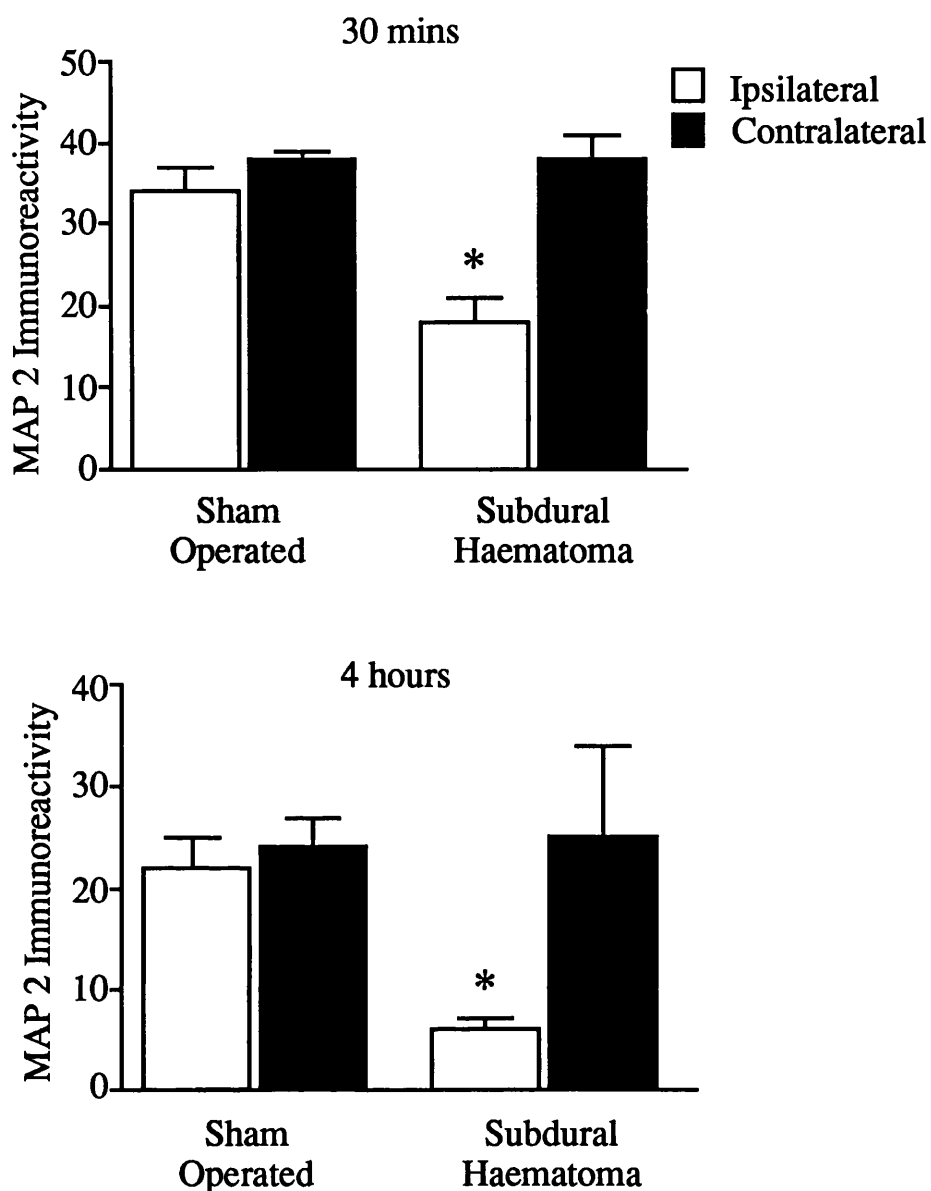 30 mins
50
40
30
20
10
0
MAP 2 Immunoreactivity
Ipsilateral
Contralateral
*
Sham
Operated
Subdural
Haematoma
4 hours
40
30
20
10
0
MAP 2 Immunoreactivity
*
Sham
Operated
Subdural
Haematoma